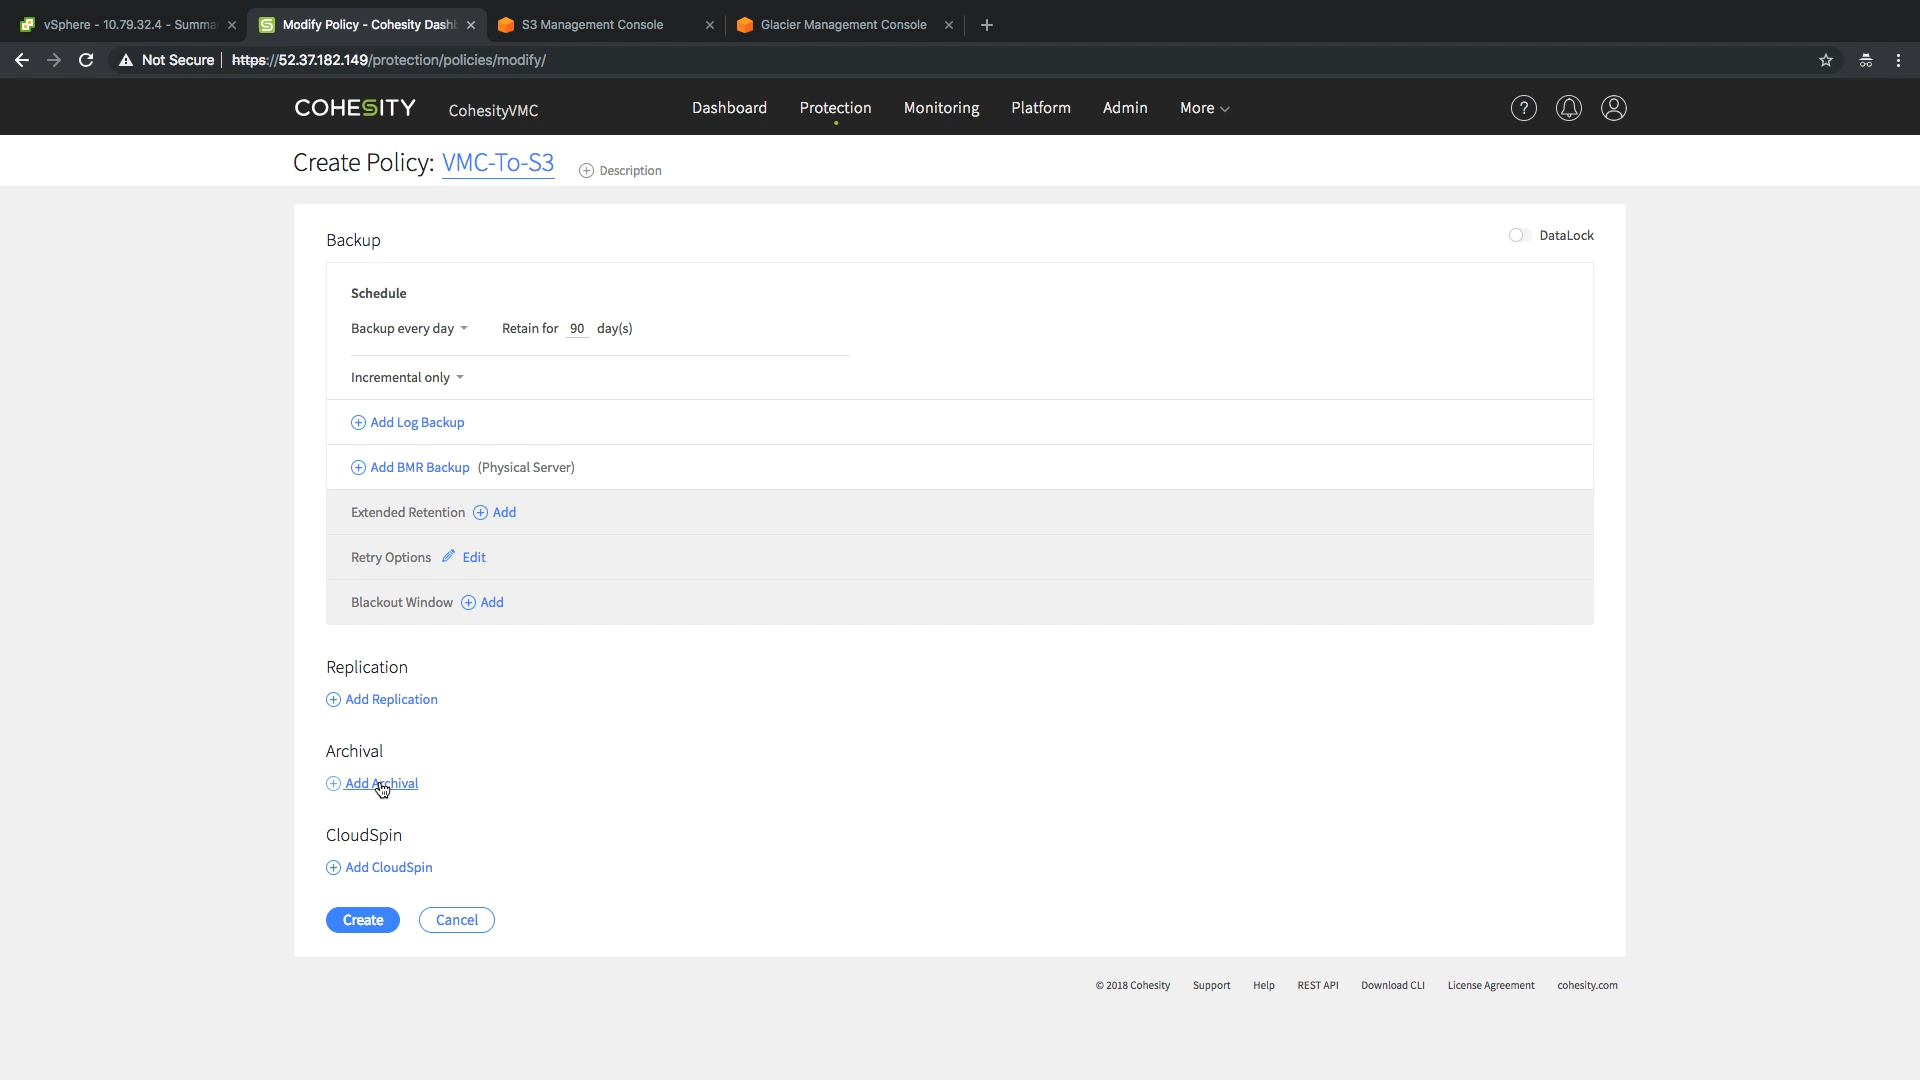 vSphere - 10.79.32.4 - Summa
Modify Policy - Cohesity Dash
S3 Management Console
Glacier Management Console
Not Secure
https://52.37.182.149/protection/policies/modify/
COHESITY
CohesityVMC
Dashboard
Protection
Monitoring
Platform
Admin
More
Create Policy: VMC-To-S3
Description
Backup
DataLock
Schedule
Backup every day
Retain for 90 day(s)
Incremental only
Add Log Backup
Add BMR Backup (Physical Server)
Extended Retention Add
Retry Options Edit
Blackout Window Add
Replication
Add Replication
Archival
Add Archival
CloudSpin
Add CloudSpin
Create
Cancel
© 2018 Cohesity
Support
Help
REST API
Download CLI
License Agreement
cohesity.com